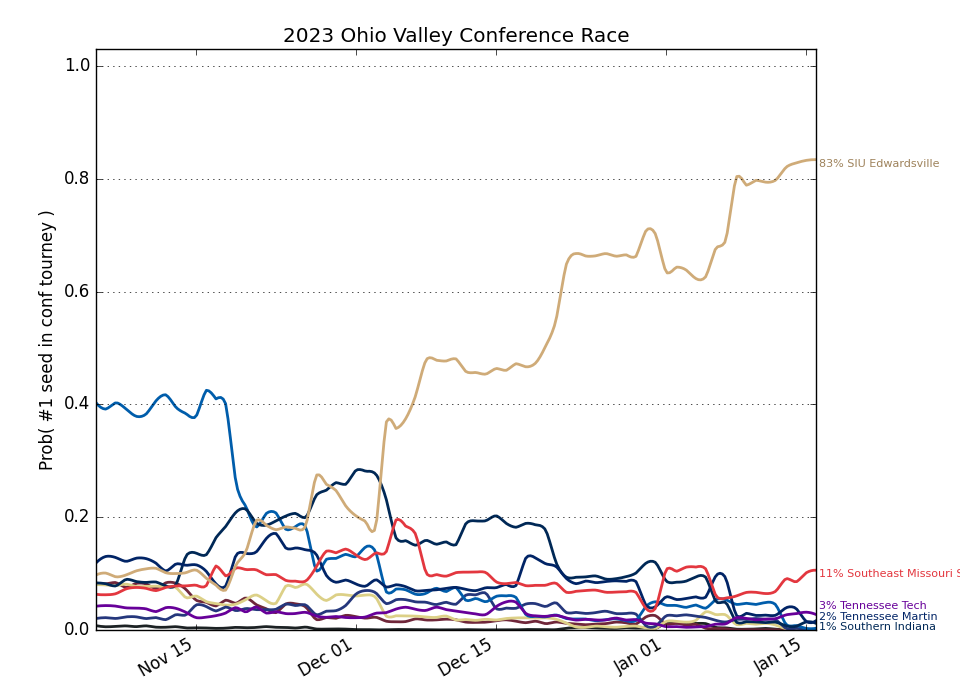 2023 Ohio Valley Conference Race
Prob( #1 seed in conf tourney )
1.0
0.8
0.6
0.4
0.2
0.0
Nov 15
Dec 01
Dec 15
Jan 01
Jan 15
83% SIU Edwardsville
11% Southeast Missouri S
3% Tennessee Tech
2% Tennessee Martin
1% Southern Indiana